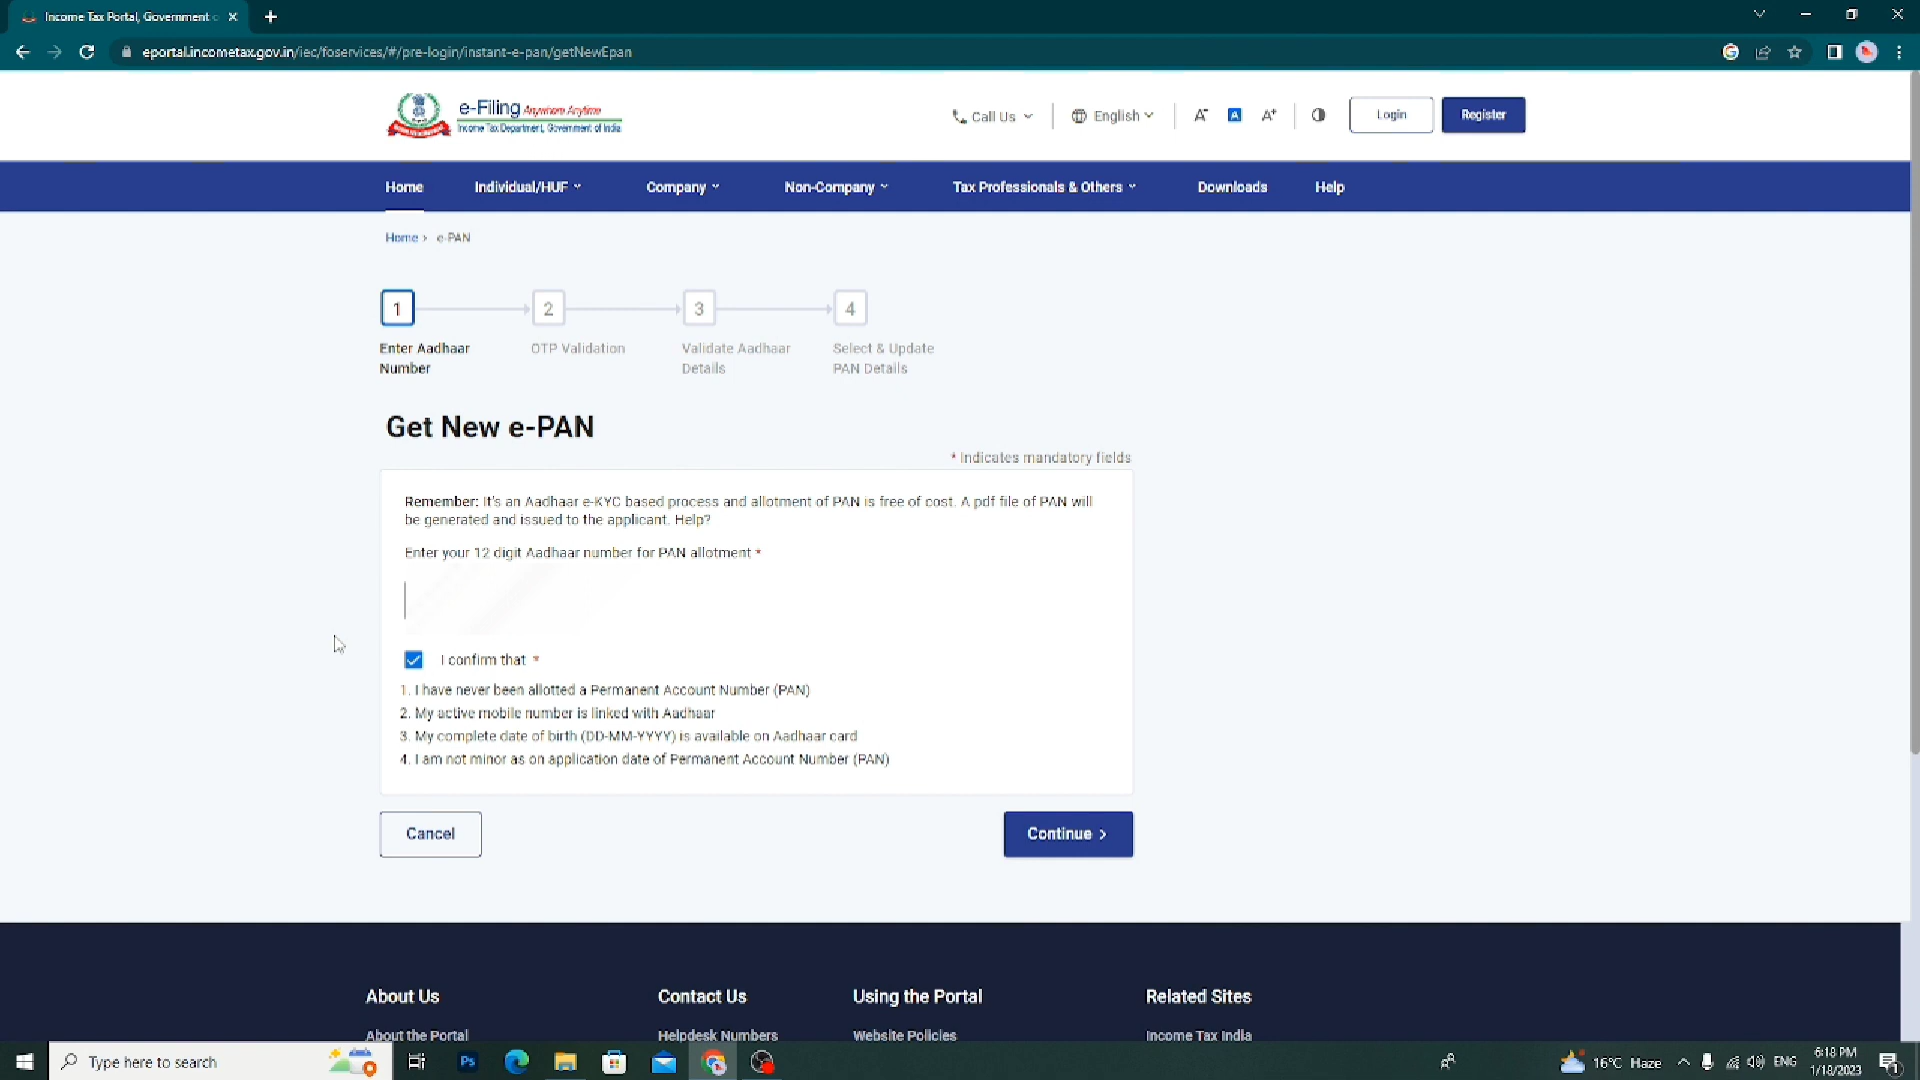 Income Tax Portal, Government
eportal.incometax.gov.in/iec/foservices/#/pre-login/instant-e-pan/getNewEpan
e-Filing Anywhere Anytime
Income Tax Department, Government of India
Call Us
English
A-
A
A+
Login
Register
Home
Individual/HUF
Company
Non-Company
Tax Professionals & Others
Downloads
Help
Home > e-PAN
1
2
3
4
Enter Aadhaar
Number
OTP Validation
Validate Aadhaar
Details
Select & Update
PAN Details
Get New e-PAN
* Indicates mandatory fields
Remember: It's an Aadhaar e-KYC based process and allotment of PAN is free of cost. A pdf file of PAN will
be generated and issued to the applicant. Help?
Enter your 12 digit Aadhaar number for PAN allotment *
I confirm that *
1. I have never been allotted a Permanent Account Number (PAN)
2. My active mobile number is linked with Aadhaar
3. My complete date of birth (DD-MM-YYYY) is available on Aadhaar card
4. I am not minor as on application date of Permanent Account Number (PAN)
Cancel
Continue >
About Us
Contact Us
Using the Portal
Related Sites
About the Portal
Helpdesk Numbers
Website Policies
Income Tax India
Type here to search
Ps
16°C Haze
ENG
6:18 PM
1/18/2023
1